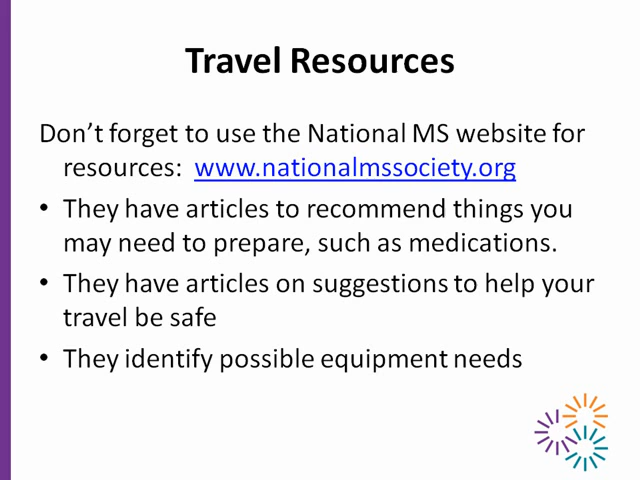 Travel Resources
Don’t forget to use the National MS website for
resources: www.nationalmssociety.org
• They have articles to recommend things you
may need to prepare, such as medications.
• They have articles on suggestions to help your
travel be safe
• They identify possible equipment needs